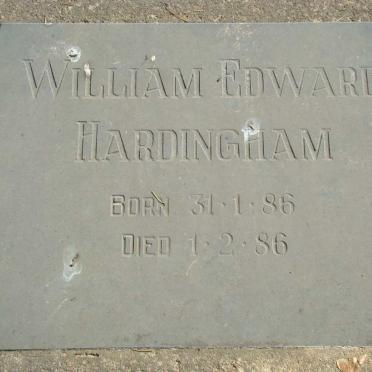 WILLIAM EDWARD
HARDINGHAM
BORN 31·1·86
DIED 1·2·86